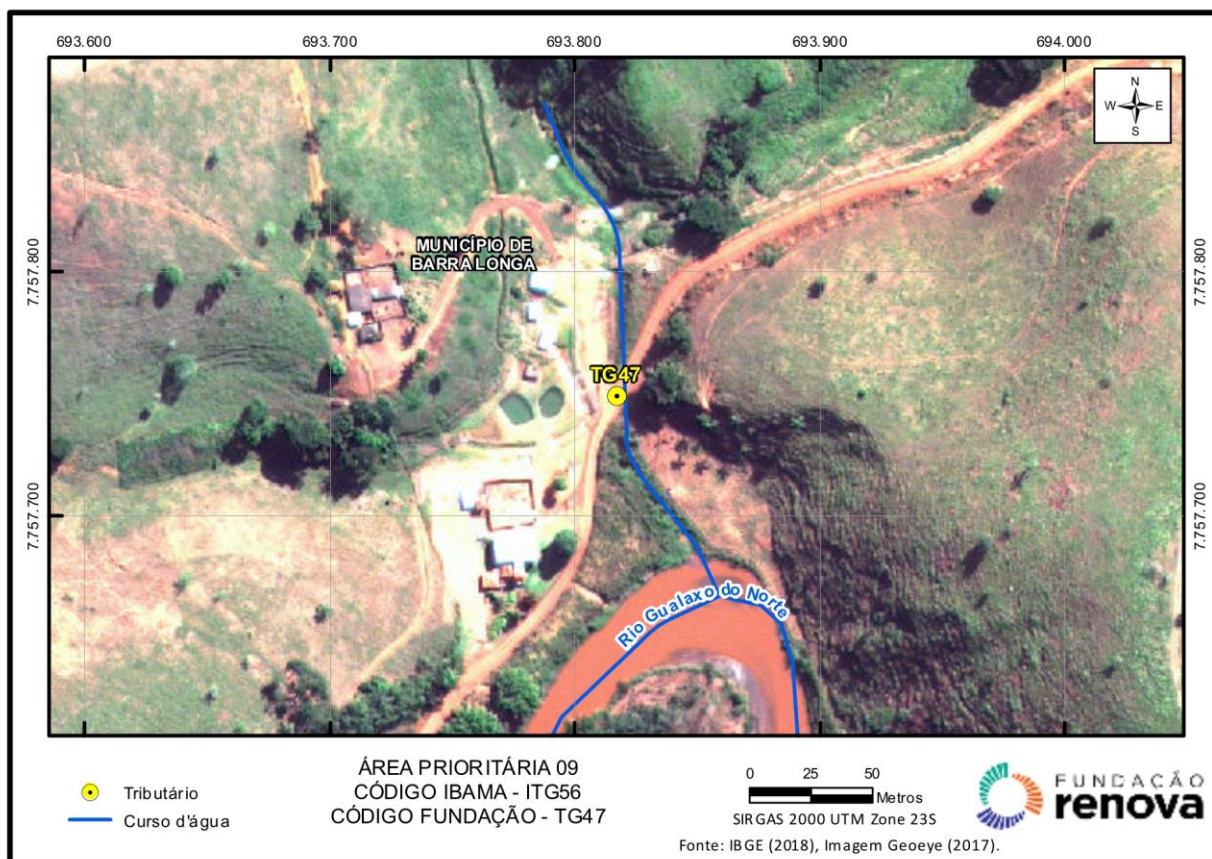 693.600 693.700 693.800 693.900 694.000
N
W E
S
7.757.800
7.757.800
MUNICÍPIO DE
BARRA LONGA
TG47
7.757.700
7.757.700
Rio Gualaxo do Norte
Tributário
Curso d'água
ÁREA PRIORITÁRIA 09
CÓDIGO IBAMA - ITG56
CÓDIGO FUNDAÇÃO - TG47
0 25 50
Metros
SIRGAS 2000 UTM Zone 23S
Fonte: IBGE (2018), Imagem Geoeye (2017).
FUNDAÇÃO
renova